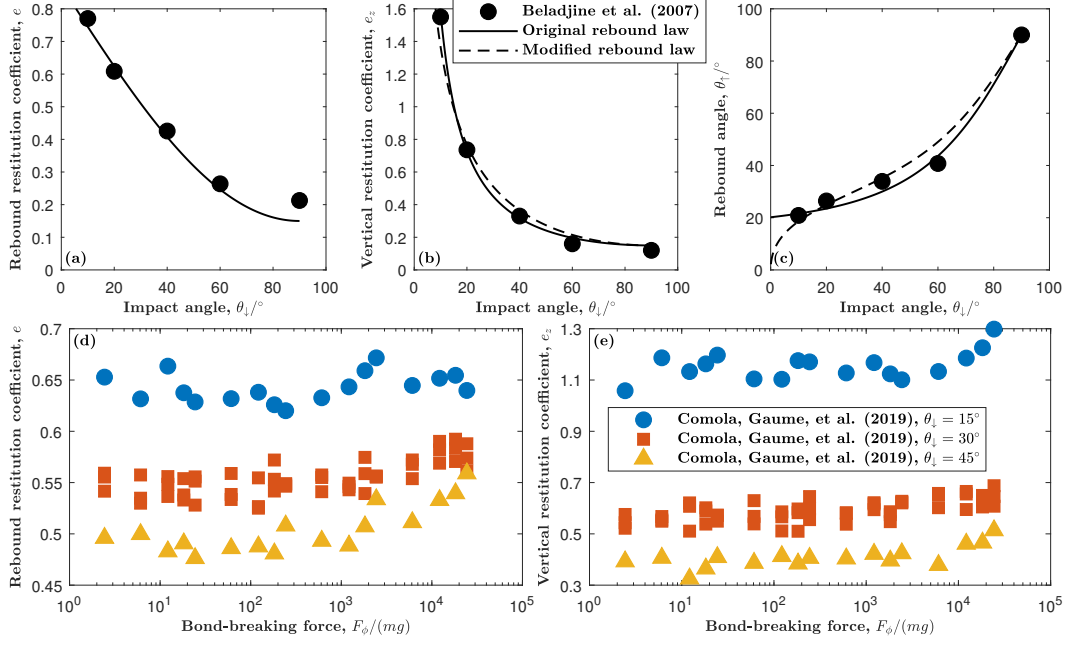 Beladjine et al. (2007)
Original rebound law
Modified rebound law
Rebound restitution coefficient, e
0.8
0.7
0.6
0.5
0.4
0.3
0.2
0.1
0
(a)
0 20 40 60 80 100
Impact angle, θ↓/°
Vertical restitution coefficient, e_z
1.6
1.4
1.2
1
0.8
0.6
0.4
0.2
0
(b)
0 20 40 60 80 100
Impact angle, θ↓/°
Rebound angle, θ↑/°
100
80
60
40
20
0
(c)
0 20 40 60 80 100
Impact angle, θ↓/°
Rebound restitution coefficient, e
(d)
0.7
0.65
0.6
0.55
0.5
0.45
10^0 10^1 10^2 10^3 10^4 10^5
Bond-breaking force, F_ϕ/(mg)
Vertical restitution coefficient, e_z
(e)
1.3
1.1
0.9
0.7
0.5
0.3
Comola, Gaume, et al. (2019), θ↓ = 15°
Comola, Gaume, et al. (2019), θ↓ = 30°
Comola, Gaume, et al. (2019), θ↓ = 45°
10^0 10^1 10^2 10^3 10^4 10^5
Bond-breaking force, F_ϕ/(mg)